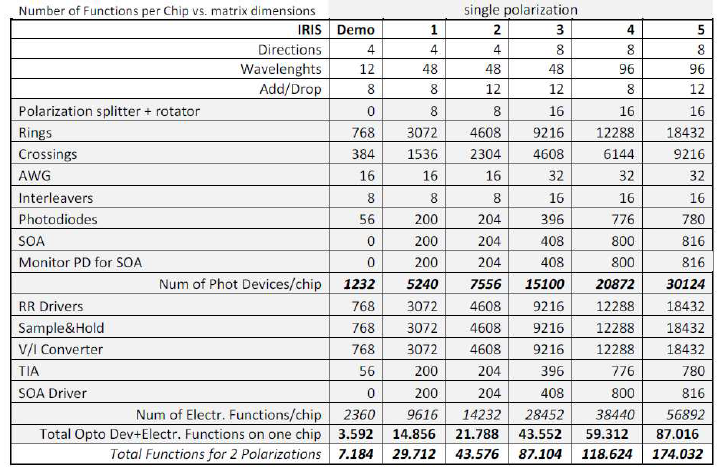 Number of Functions per Chip vs. matrix dimensions single polarization
IRIS Demo 1 2 3 4 5
Directions 4 4 4 8 8 8
Wavelenghts 12 48 48 48 96 96
Add/Drop 8 8 12 12 8 12
Polarization splitter + rotator 0 8 8 16 16 16
Rings 768 3072 4608 9216 12288 18432
Crossings 384 1536 2304 4608 6144 9216
AWG 16 16 16 32 32 32
Interleavers 8 8 8 16 16 16
Photodiodes 56 200 204 396 776 780
SOA 0 200 204 408 800 816
Monitor PD for SOA 0 200 204 408 800 816
Num of Phot Devices/chip 1232 5240 7556 15100 20872 30124
RR Drivers 768 3072 4608 9216 12288 18432
Sample&Hold 768 3072 4608 9216 12288 18432
V/I Converter 768 3072 4608 9216 12288 18432
TIA 56 200 204 396 776 780
SOA Driver 0 200 204 408 800 816
Num of Electr. Functions/chip 2360 9616 14232 28452 38440 56892
Total Opto Dev+Electr. Functions on one chip 3.592 14.856 21.788 43.552 59.312 87.016
Total Functions for 2 Polarizations 7.184 29.712 43.576 87.104 118.624 174.032